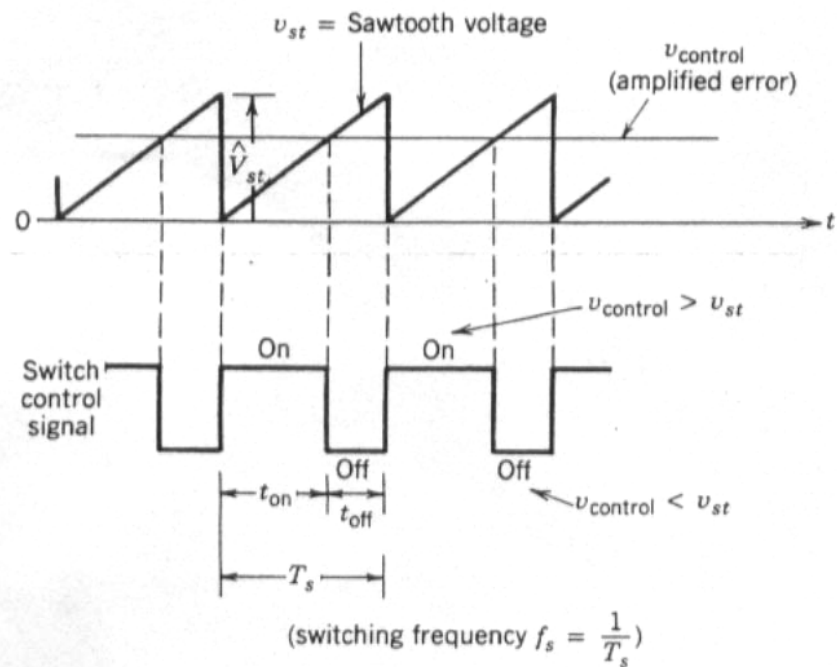 v_st = Sawtooth voltage
v_control
(amplified error)
V̂_st
0
t
v_control > v_st
On
On
Switch
control
signal
Off
Off
t_on
t_off
v_control < v_st
T_s
(switching frequency f_s = 1/T_s)